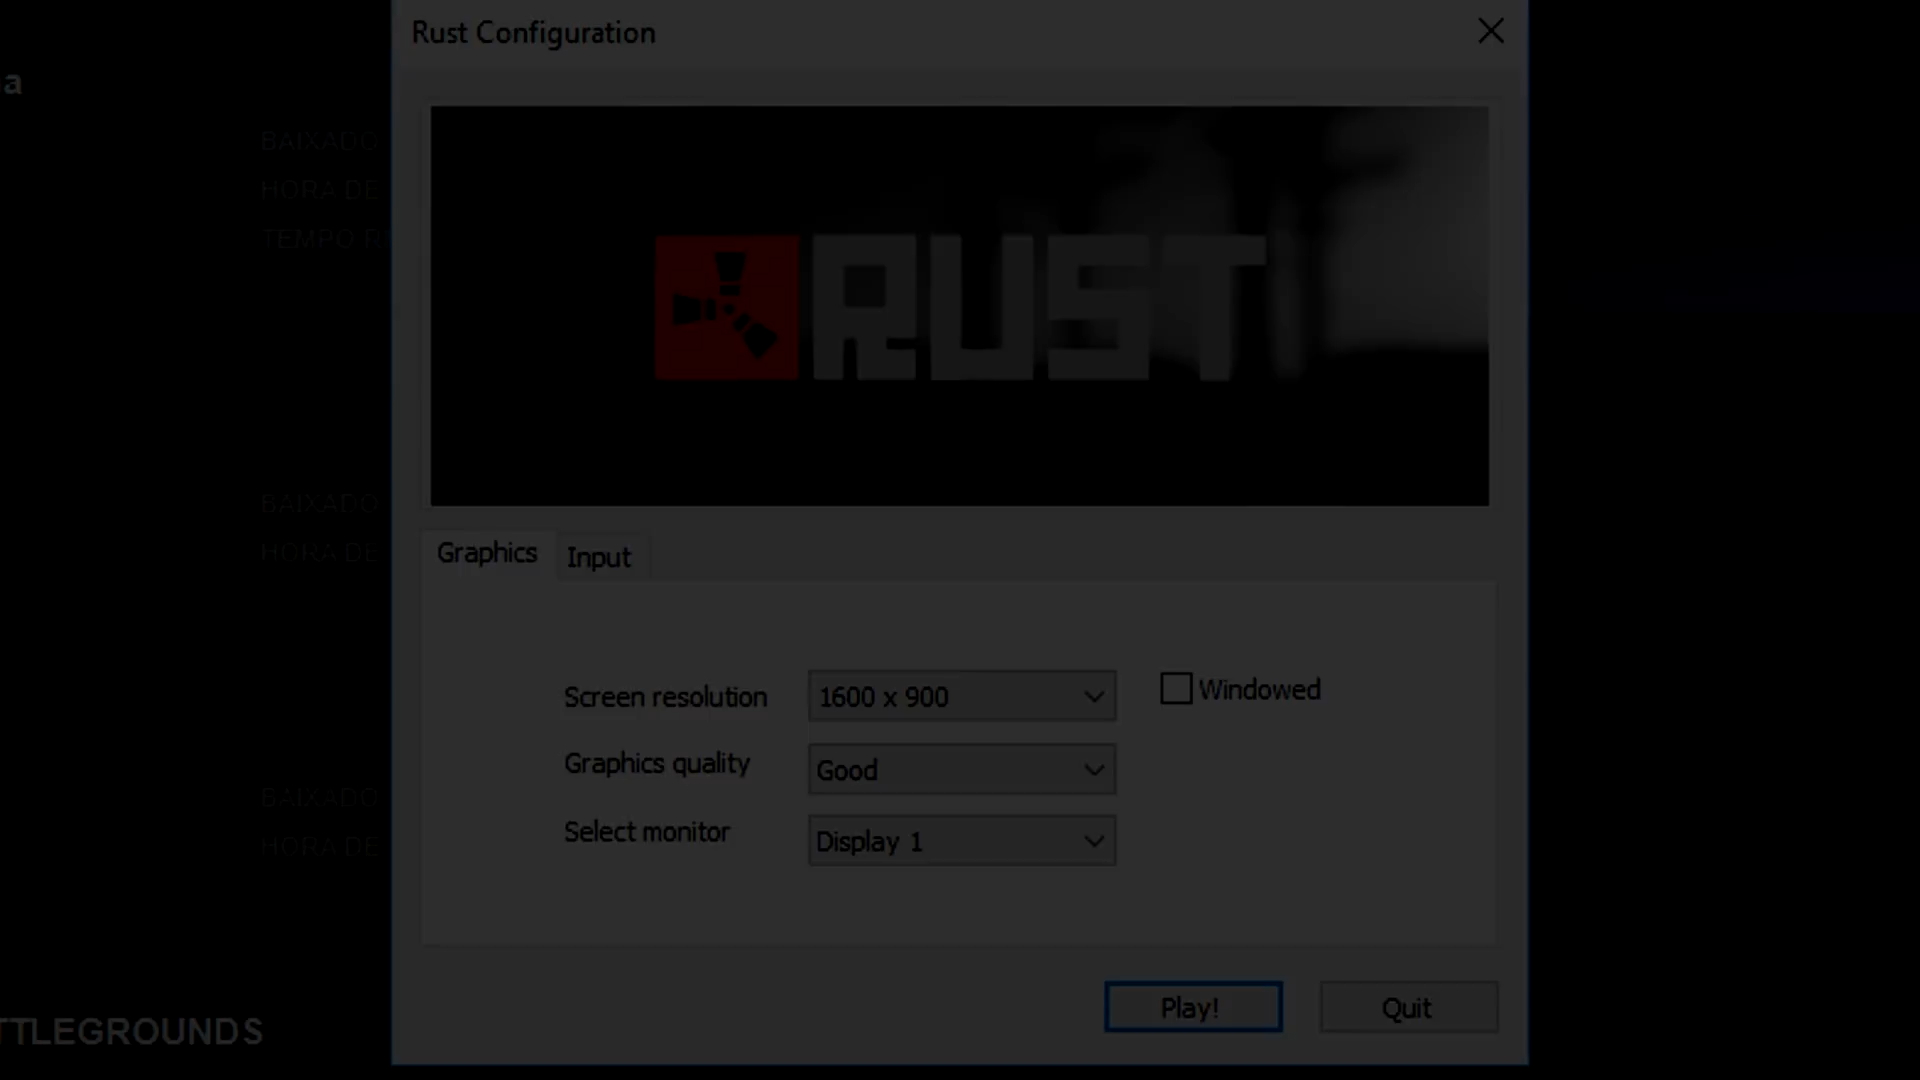 Rust Configuration
a
BAIXADO
HORA DE
TEMPO R
RUST
BAIXADO
HORA DE
Graphics
Input
Screen resolution
1600 x 900
Windowed
Graphics quality
Good
Select monitor
Display 1
BAIXADO
HORA DE
Play!
Quit
TTLEGROUNDS